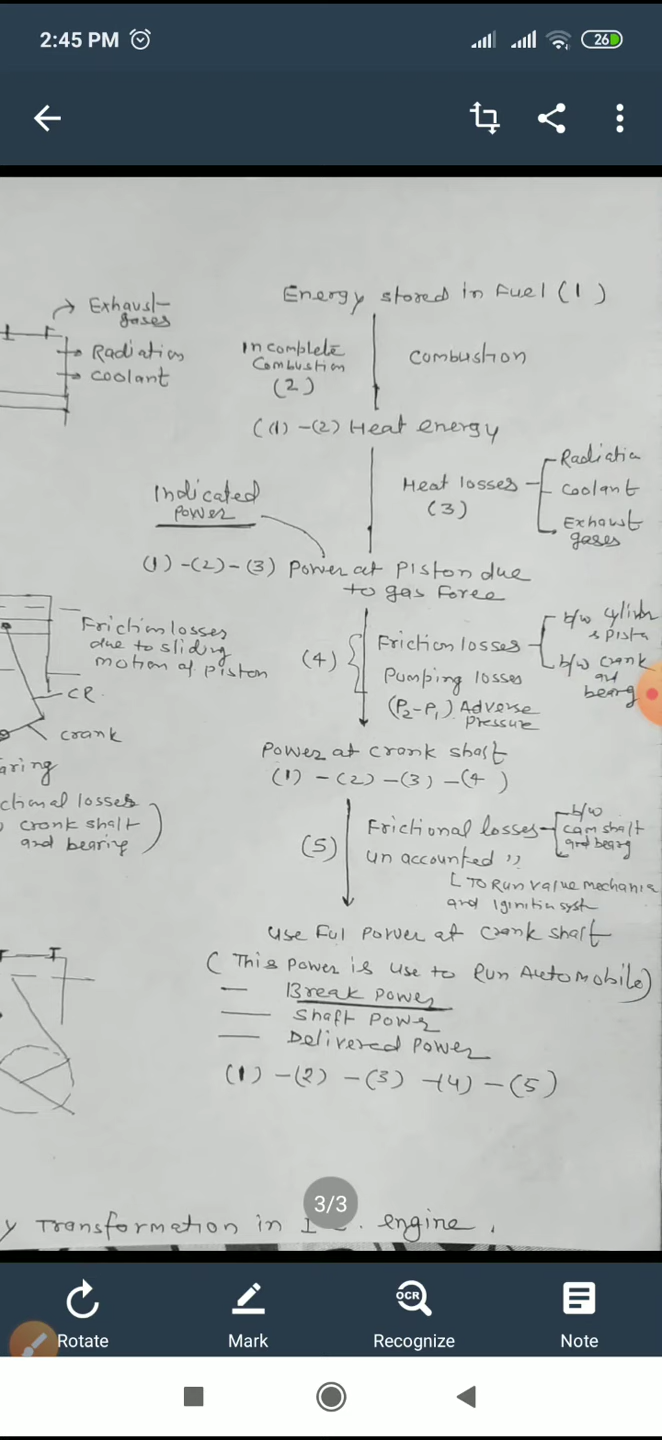 2:45 PM
26
Exhaust-
gases
Radiation
coolant
Energy stored in Fuel (1)
Incomplete
Combustion
(2)
Combustion
(1) -(2) Heat energy
Indicated
Power
Heat losses
(3)
Radiatio
coolant
Exhaust
gases
(1) -(2) - (3) Power at Piston due
to gas Force
Friction losses
due to sliding
motion of piston
CR
crank
aring
ctional losses
crank shaft
and bearing
(4)
Friction losses
Pumping losses
(P2-P1) Adverse
Pressure
b/w cylinder
& pisto
b/w crank
and
bearg
Power at crank shaft
(1) - (2) - (3) - (4)
(5)
Frictional losses
un accounted ,,
b/w
cam shaft
and bearg
To Run value mechanis
and Iginition syst
use Ful power at crank shaft
(This power is use to Run Automobile)
— Break power
— Shaft Power
— Delivered Power
(1) - (2) - (3) - (4) - (5)
3/3
y Transformation in I C. engine.
Rotate
Mark
OCR
Recognize
Note